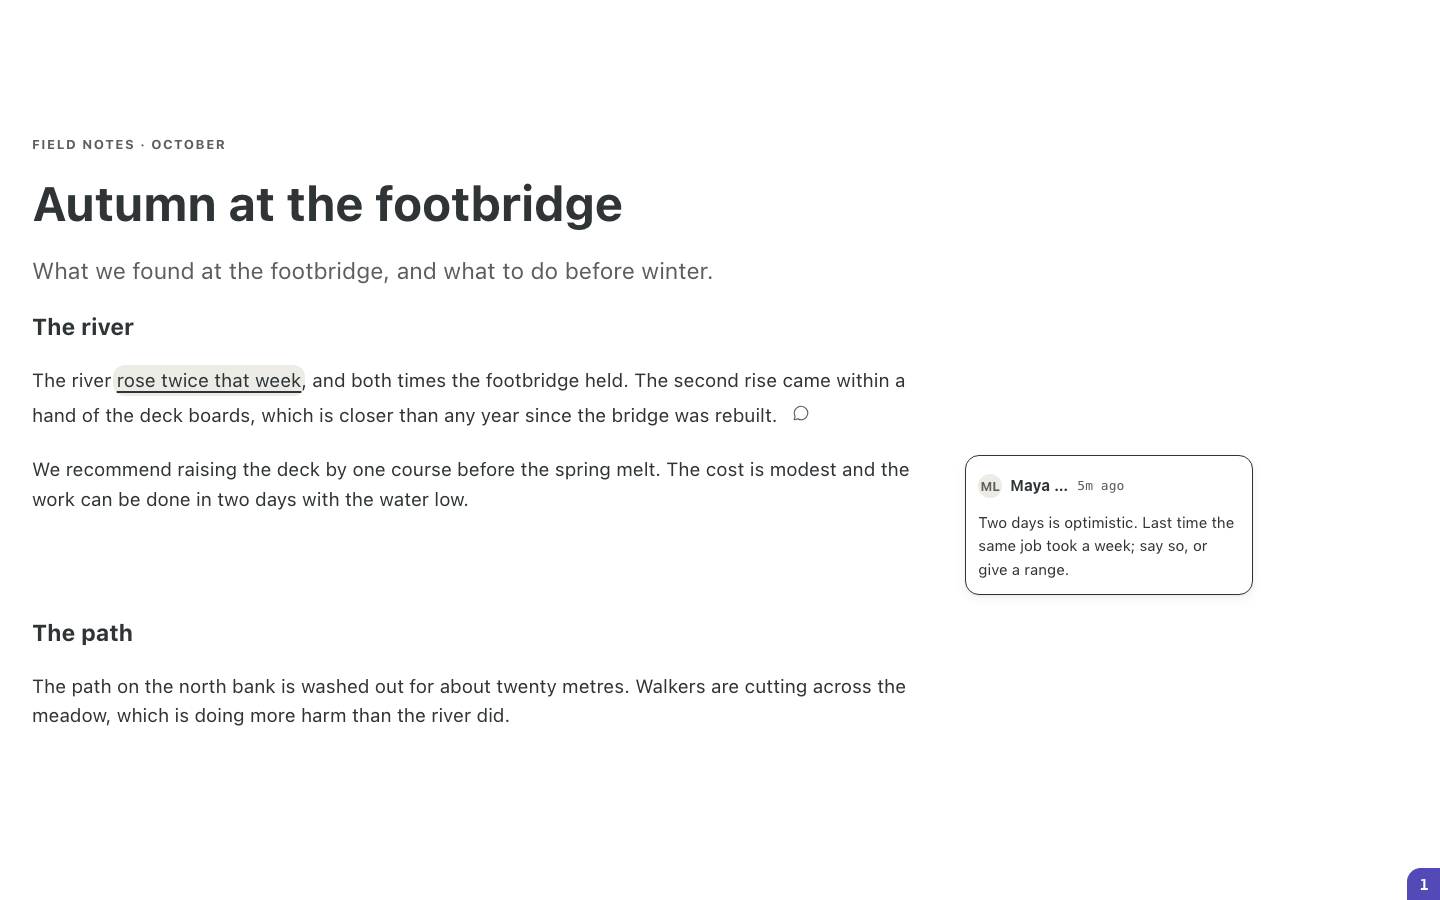 FIELD NOTES · OCTOBER
Autumn at the footbridge
What we found at the footbridge, and what to do before winter.
The river
The river rose twice that week, and both times the footbridge held. The second rise came within a
hand of the deck boards, which is closer than any year since the bridge was rebuilt.
We recommend raising the deck by one course before the spring melt. The cost is modest and the
work can be done in two days with the water low.
ML Maya ... 5m ago
Two days is optimistic. Last time the
same job took a week; say so, or
give a range.
The path
The path on the north bank is washed out for about twenty metres. Walkers are cutting across the
meadow, which is doing more harm than the river did.
1